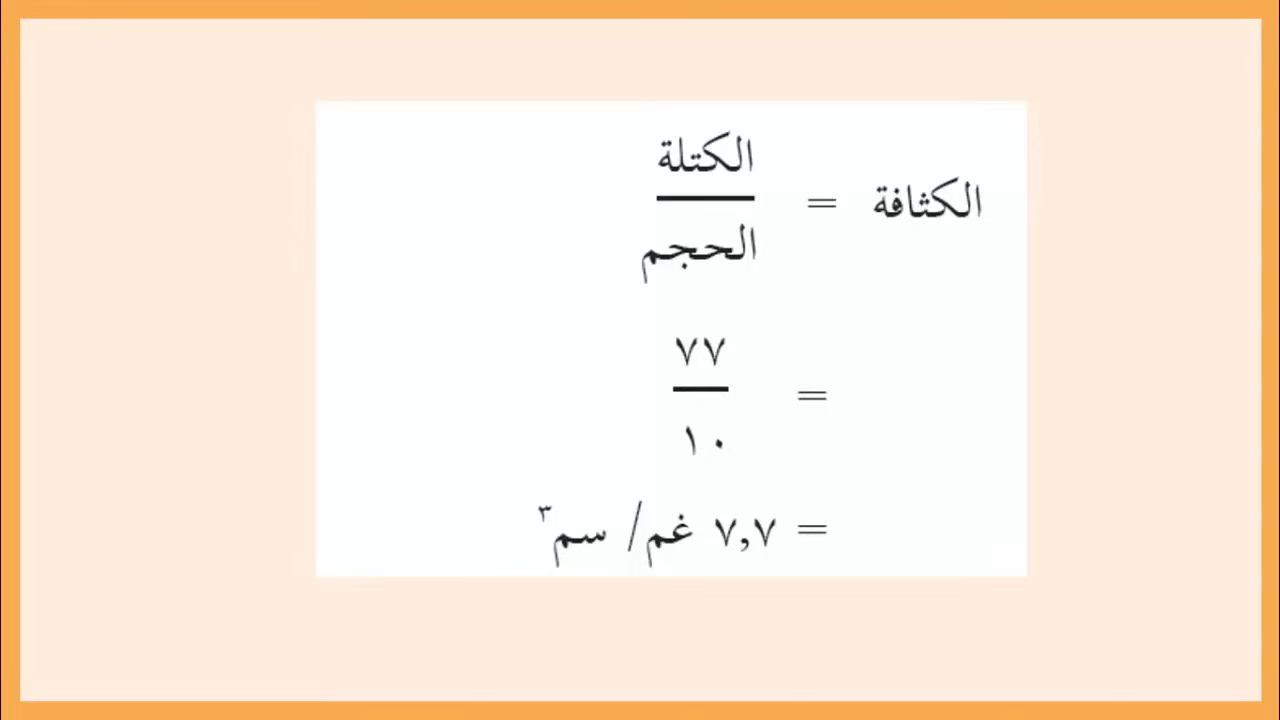 الكثافة = الكتلة
الحجم
= ٧٧
١٠
= ٧,٧ غم/ سم٣